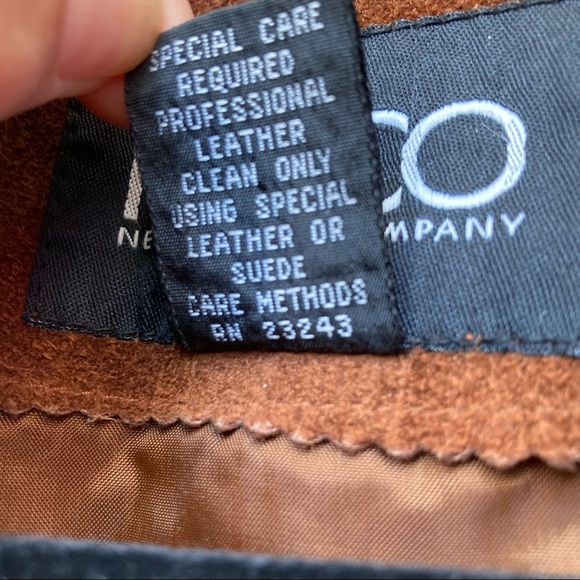 SPECIAL CARE
REQUIRED
PROFESSIONAL
LEATHER
CLEAN ONLY
USING SPECIAL
LEATHER OR
SUEDE
CARE METHODS
RN 23243
CO
NE
MPANY